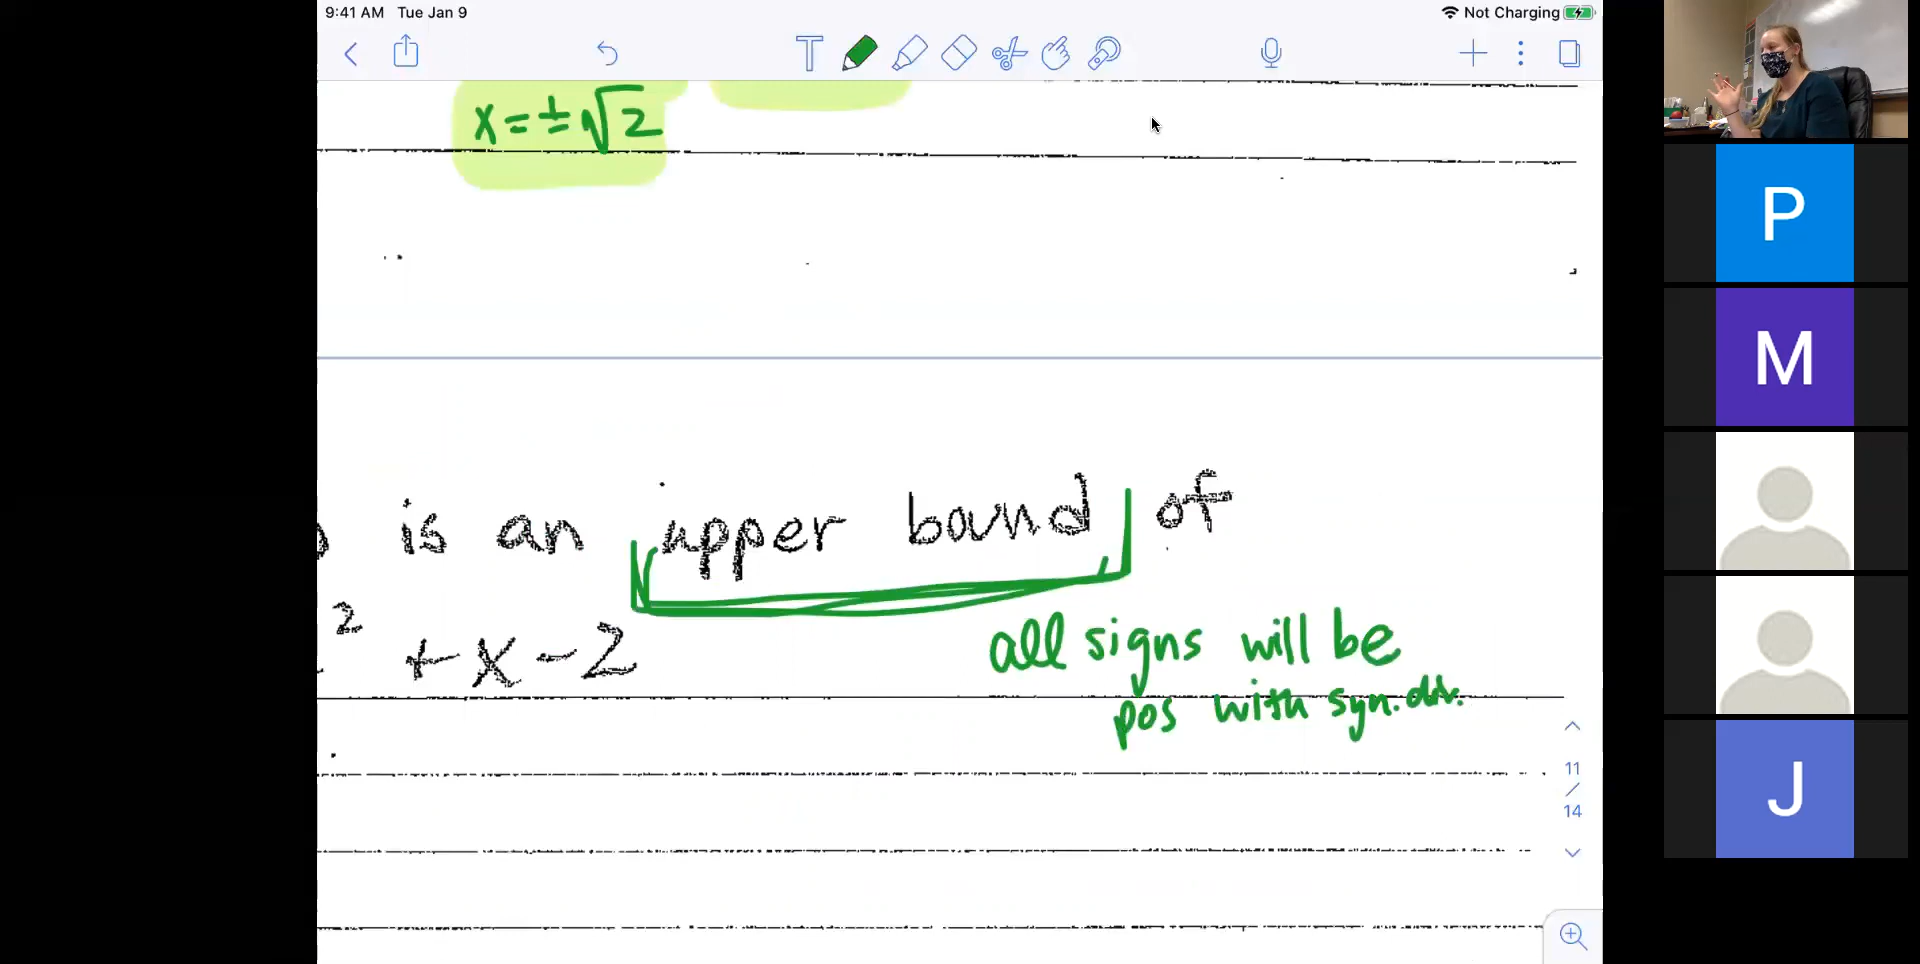 9:41 AM Tue Jan 9
Not Charging
T
x = ± √2
P
M
is an upper bound of
2 + x - 2
all signs will be
pos with syn. div.
11
/
14
J